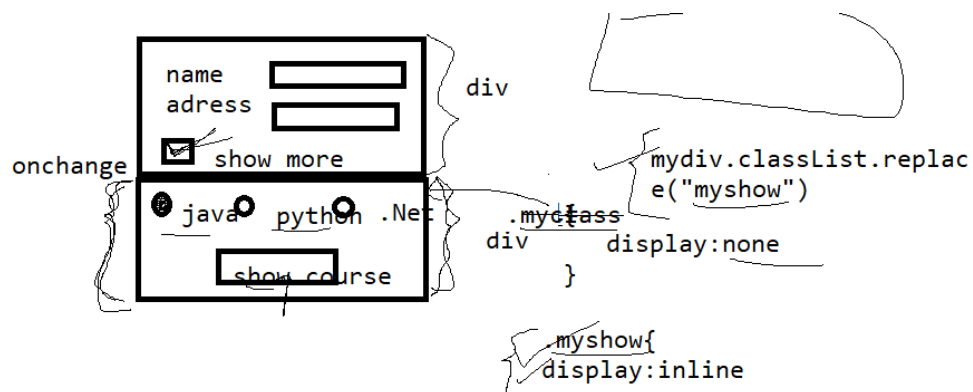 name
adress
div
show more
onchange
mydiv.classList.replac
e("myshow")
java python .Net
.myclass{
div
display:none
show course
}
.myshow{
display:inline